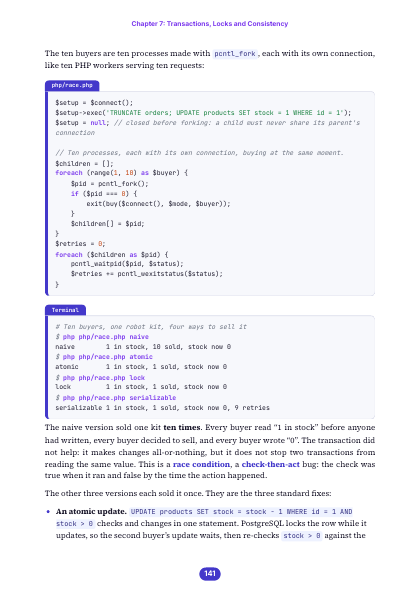 Chapter 7: Transactions, Locks and Consistency
The ten buyers are ten processes made with pcntl_fork, each with its own connection,
like ten PHP workers serving ten requests:
php/race.php
$setup = $connect();
$setup->exec('TRUNCATE orders; UPDATE products SET stock = 1 WHERE id = 1');
$setup = null; // closed before forking: a child must never share its parent's
connection
// Ten processes, each with its own connection, buying at the same moment.
$children = [];
foreach (range(1, 10) as $buyer) {
    $pid = pcntl_fork();
    if ($pid === 0) {
        exit(buy($connect(), $mode, $buyer));
    }
    $children[] = $pid;
}
$retries = 0;
foreach ($children as $pid) {
    pcntl_waitpid($pid, $status);
    $retries += pcntl_wexitstatus($status);
}
Terminal
# Ten buyers, one robot kit, four ways to sell it
$ php php/race.php naive
naive        1 in stock, 10 sold, stock now 0
$ php php/race.php atomic
atomic       1 in stock, 1 sold, stock now 0
$ php php/race.php lock
lock         1 in stock, 1 sold, stock now 0
$ php php/race.php serializable
serializable 1 in stock, 1 sold, stock now 0, 9 retries
The naive version sold one kit ten times. Every buyer read “1 in stock” before anyone
had written, every buyer decided to sell, and every buyer wrote “0”. The transaction did
not help: it makes changes all-or-nothing, but it does not stop two transactions from
reading the same value. This is a race condition, a check-then-act bug: the check was
true when it ran and false by the time the action happened.
The other three versions each sold it once. They are the three standard fixes:
• An atomic update. UPDATE products SET stock = stock - 1 WHERE id = 1 AND
stock > 0 checks and changes in one statement. PostgreSQL locks the row while it
updates, so the second buyer’s update waits, then re-checks stock > 0 against the
141